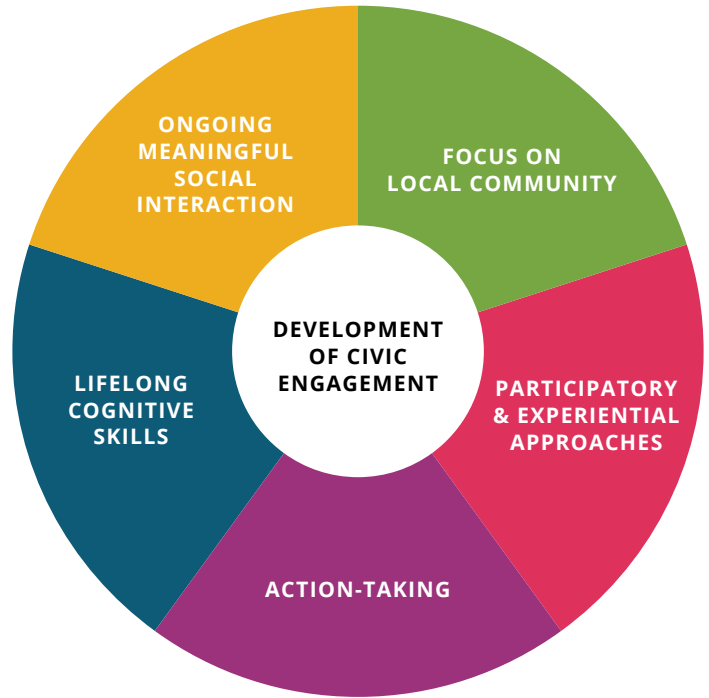 ONGOING
MEANINGFUL
SOCIAL
INTERACTION
FOCUS ON
LOCAL COMMUNITY
DEVELOPMENT
OF CIVIC
ENGAGEMENT
LIFELONG
COGNITIVE
SKILLS
PARTICIPATORY
& EXPERIENTIAL
APPROACHES
ACTION-TAKING